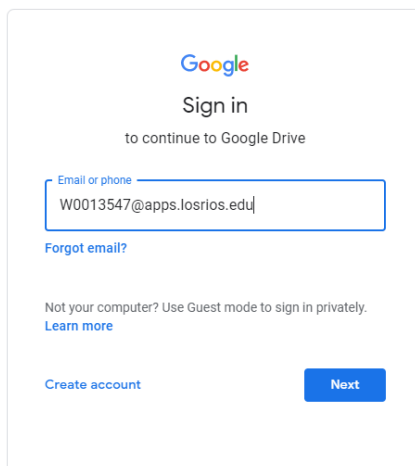 Google
Sign in
to continue to Google Drive
Email or phone
W0013547@apps.losrios.edu
Forgot email?
Not your computer? Use Guest mode to sign in privately.
Learn more
Create account
Next